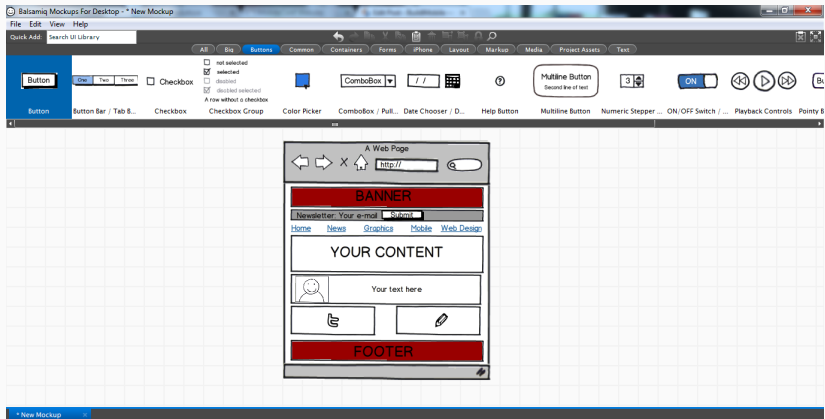 Balsamiq Mockups For Desktop - * New Mockup
File Edit View Help
Quick Add: Search UI Library
All Big Buttons Common Containers Forms iPhone Layout Markup Media Project Assets Text
Button
One Two Three
Checkbox
not selected
selected
disabled
disabled selected
A row without a checkbox
ComboBox
/ /
?
Multiline Button
Second line of text
3
ON
Button
Button Bar / Tab B...
Checkbox
Checkbox Group
Color Picker
ComboBox / Pull...
Date Chooser / D...
Help Button
Multiline Button
Numeric Stepper ...
ON/OFF Switch / ...
Playback Controls
Pointy B
A Web Page
X
http://
BANNER
Newsletter: Your e-mail Submit
Home News Graphics Mobile Web Design
YOUR CONTENT
Your text here
FOOTER
* New Mockup ×